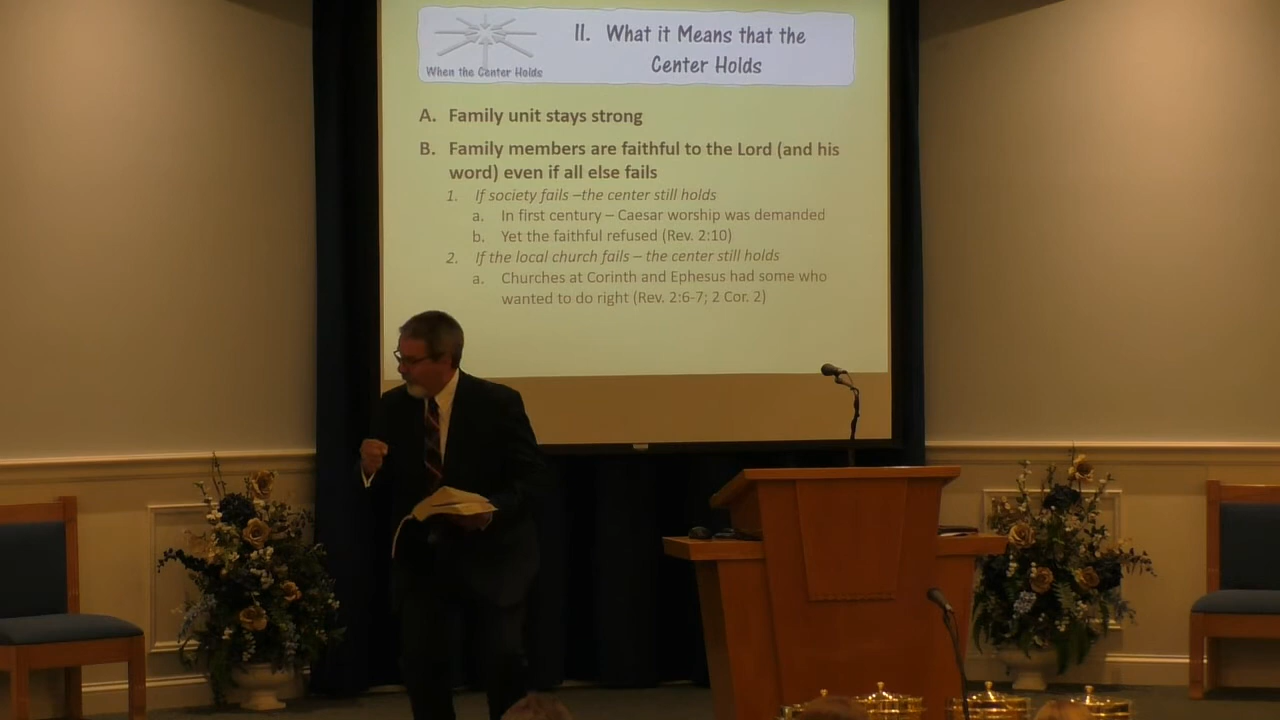 II. What it Means that the
Center Holds
When the Center Holds
A. Family unit stays strong
B. Family members are faithful to the Lord (and his
word) even if all else fails
1. If society fails –the center still holds
a. In first century – Caesar worship was demanded
b. Yet the faithful refused (Rev. 2:10)
2. If the local church fails – the center still holds
a. Churches at Corinth and Ephesus had some who
wanted to do right (Rev. 2:6-7; 2 Cor. 2)